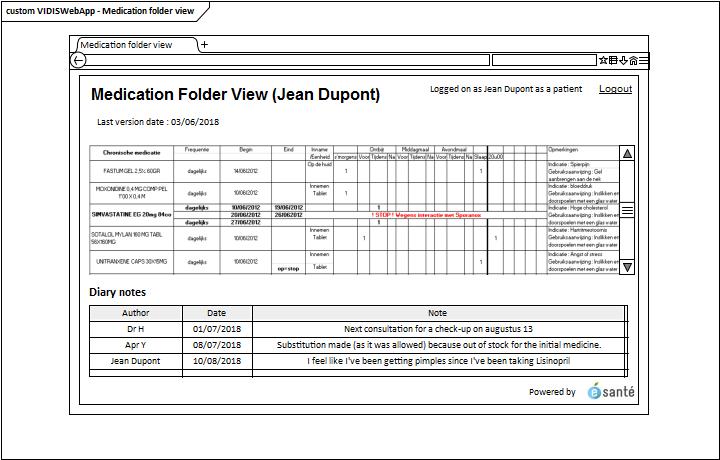 custom VIDISWebApp - Medication folder view
Medication folder view
+
Medication Folder View (Jean Dupont)
Logged on as Jean Dupont as a patient
Logout
Last version date : 03/06/2018
Chronische medicatie Frequentie Begin Eind Inname /Eenheid Ontbijt Middagmaal Avondmaal Opmerkingen
's morgens Voor Tijdens Na Voor Tijdens Na Voor Tijdens Na Slaap 20u00
FASTUM GEL 2,5% 60GR dagelijks 14/06/2012 Op de huid 1 1 Indicatie : Spierpijn
Gebruiksaanwijzing : Gel
aanbrengen aan de nek
MOXONIDINE 0,4 MG COMP PEL
1*100 X 0,4 M dagelijks 10/06/2012 Innemen Tablet 1 Indicatie : bloeddruk
Gebruiksaanwijzing : Indikken en
doorspoelen met een glas water
SIMVASTATINE EG 20mg 84co dagelijks 10/06/2012 19/06/2012 1 Indicatie : Hoge cholesterol
20/06/2012 26/06/2012 ! STOP ! Wegens interactie met Sporanox Gebruiksaanwijzing : Indikken en
dagelijks 27/06/2012 1 doorspoelen met een glas water
SOTALOL MYLAN 160 MG TABL
56X160MG dagelijks 10/06/2012 Innemen Tablet 1 1 Indicatie : Hartritmestoornis
Gebruiksaanwijzing : Indikken en
doorspoelen met een glas water
UNITRANXENE CAPS 30X15MG dagelijks 10/06/2012 op=stop Innemen Tablet 1 Indicatie : Angst of stress
Gebruiksaanwijzing : Indikken en
doorspoelen met een glas water
Diary notes
Author Date Note
Dr H 01/07/2018 Next consultation for a check-up on augustus 13
Apr Y 08/07/2018 Substitution made (as it was allowed) because out of stock for the initial medicine.
Jean Dupont 10/08/2018 I feel like I've been getting pimples since I've been taking Lisinopril
Powered by e santé